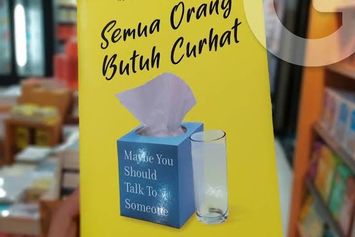 Semua Orang
Butuh Curhat
Maybe You
Should
Talk To
Someone